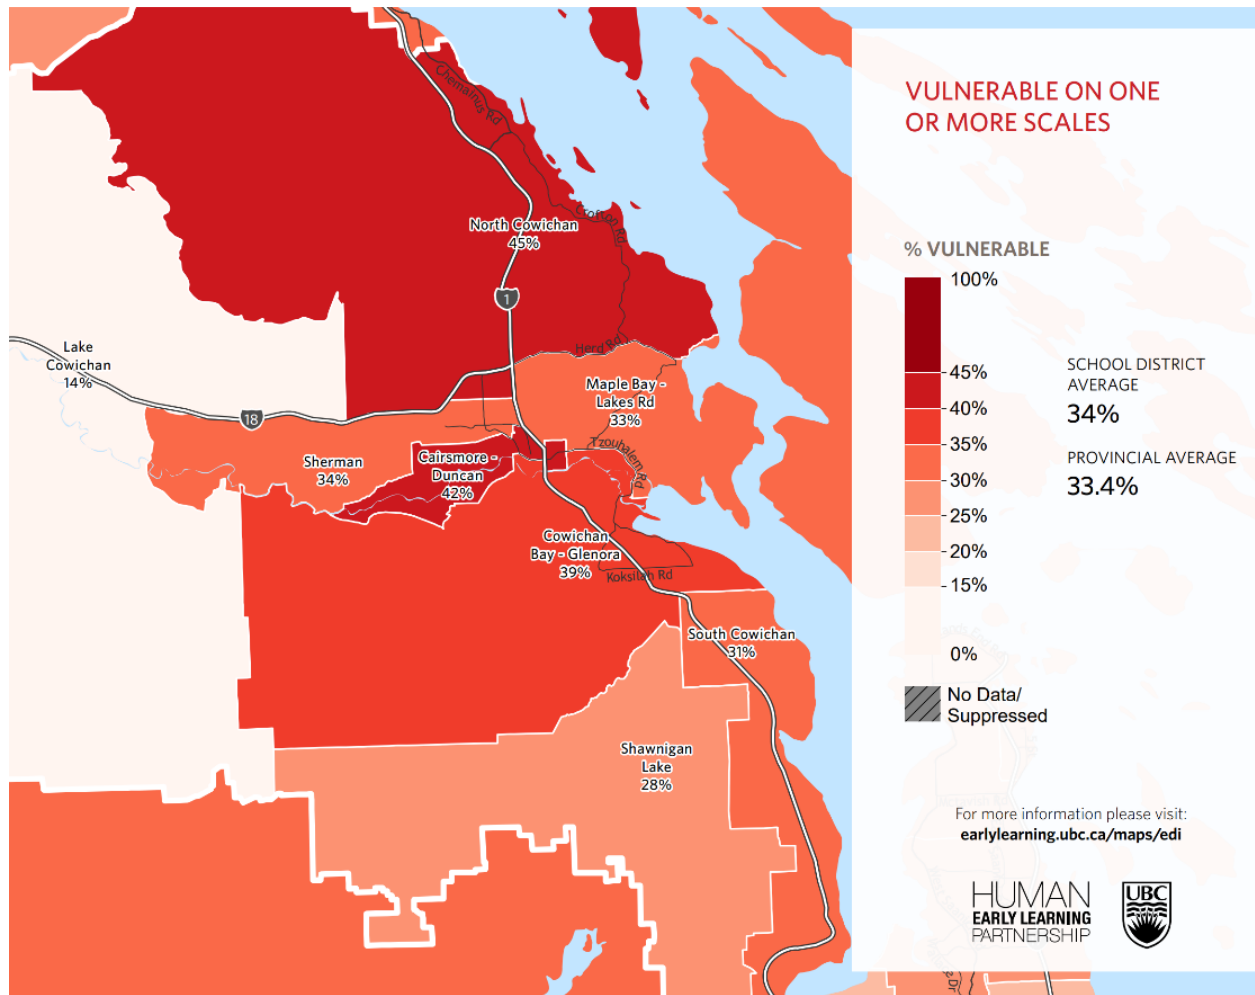 Chemainus Rd
Crofton Rd
North Cowichan
45%
1
Lake
Cowichan
14%
Herd Rd
Maple Bay -
Lakes Rd
33%
18
Sherman
34%
Cairsmore -
Duncan
42%
Tzouhalem Rd
Cowichan
Bay - Glenora
39%
Koksilah Rd
South Cowichan
31%
Shawnigan
Lake
28%
VULNERABLE ON ONE
OR MORE SCALES
% VULNERABLE
100%
45%
40%
35%
30%
25%
20%
15%
0%
No Data/
Suppressed
SCHOOL DISTRICT
AVERAGE
34%
PROVINCIAL AVERAGE
33.4%
For more information please visit:
earlylearning.ubc.ca/maps/edi
HUMAN
EARLY LEARNING
PARTNERSHIP
UBC